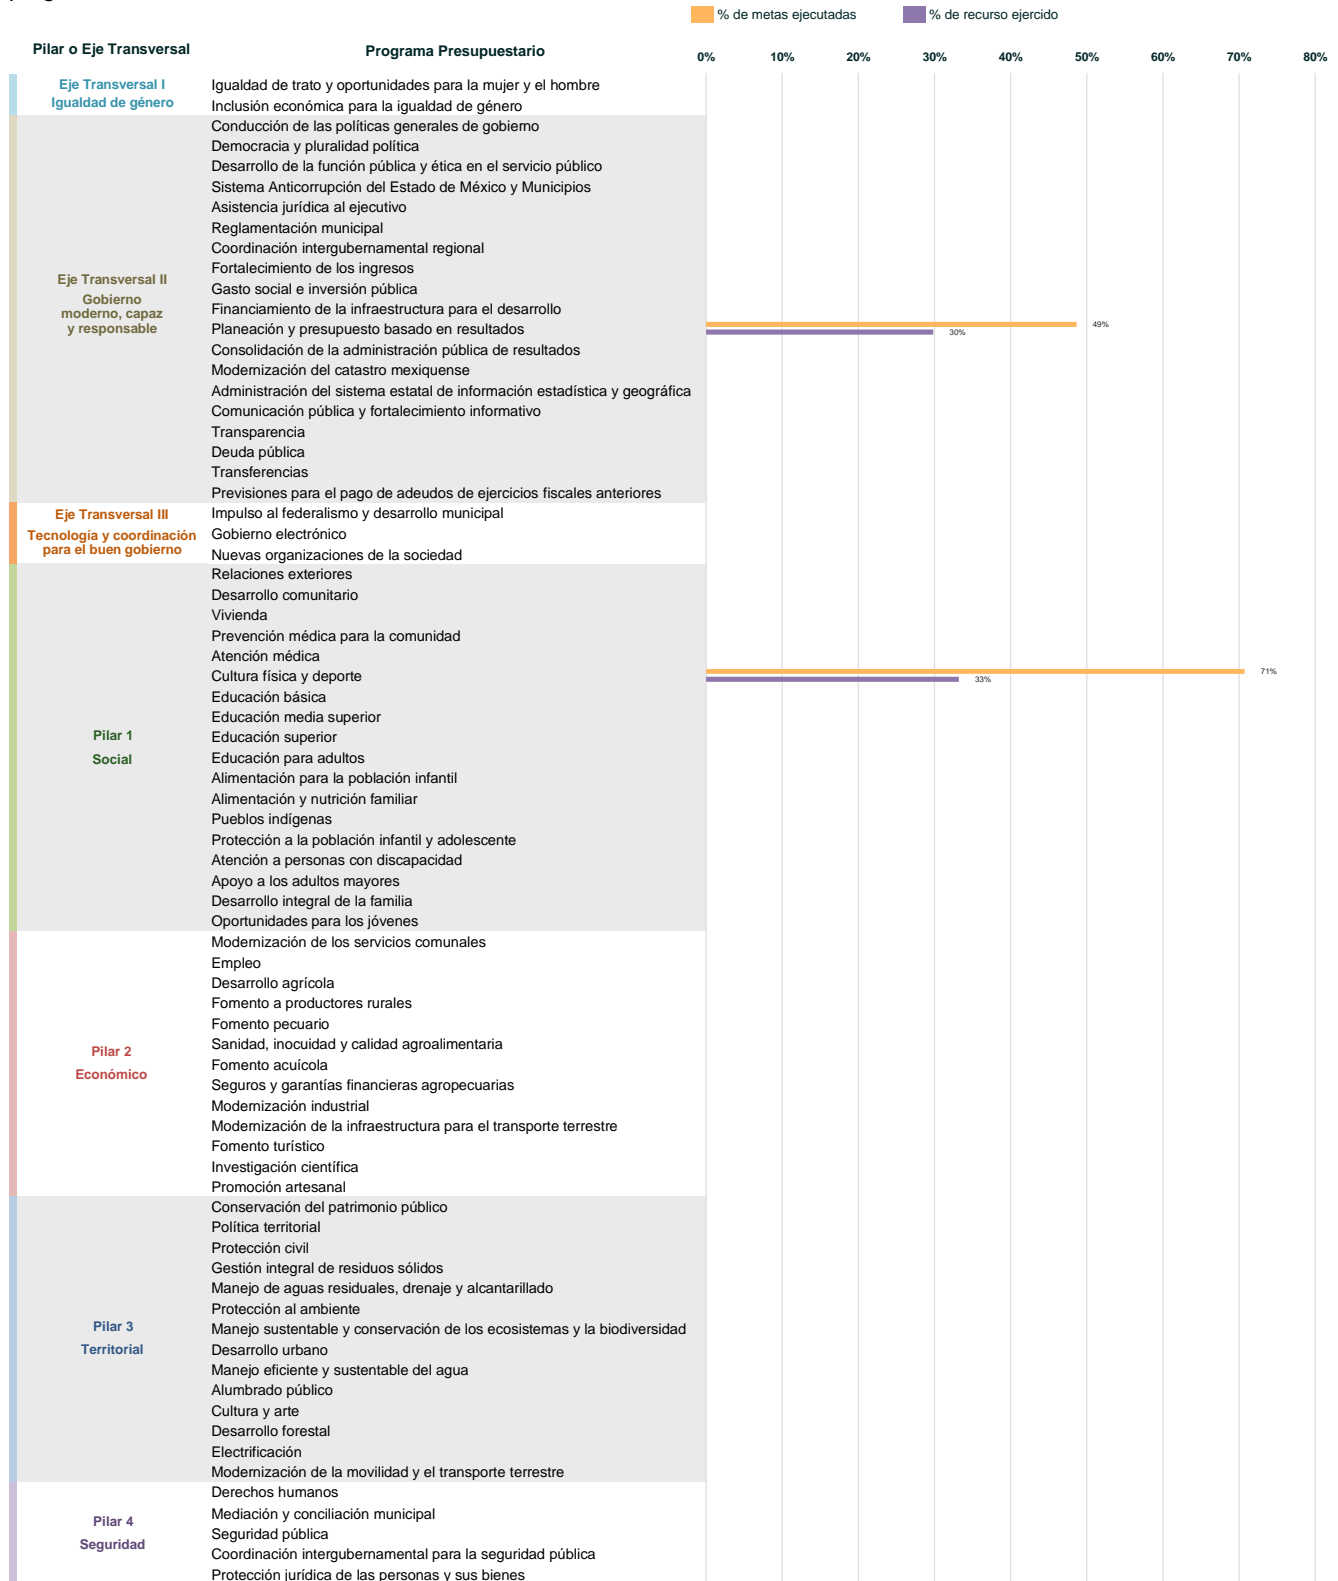 % de metas ejecutadas % de recurso ejercido
Pilar o Eje Transversal Programa Presupuestario 0% 10% 20% 30% 40% 50% 60% 70% 80%
Eje Transversal I
Igualdad de género
Igualdad de trato y oportunidades para la mujer y el hombre
Inclusión económica para la igualdad de género
Eje Transversal II
Gobierno
moderno, capaz
y responsable
Conducción de las políticas generales de gobierno
Democracia y pluralidad política
Desarrollo de la función pública y ética en el servicio público
Sistema Anticorrupción del Estado de México y Municipios
Asistencia jurídica al ejecutivo
Reglamentación municipal
Coordinación intergubernamental regional
Fortalecimiento de los ingresos
Gasto social e inversión pública
Financiamiento de la infraestructura para el desarrollo
Planeación y presupuesto basado en resultados
49%
30%
Consolidación de la administración pública de resultados
Modernización del catastro mexiquense
Administración del sistema estatal de información estadística y geográfica
Comunicación pública y fortalecimiento informativo
Transparencia
Deuda pública
Transferencias
Previsiones para el pago de adeudos de ejercicios fiscales anteriores
Eje Transversal III
Tecnología y coordinación
para el buen gobierno
Impulso al federalismo y desarrollo municipal
Gobierno electrónico
Nuevas organizaciones de la sociedad
Pilar 1
Social
Relaciones exteriores
Desarrollo comunitario
Vivienda
Prevención médica para la comunidad
Atención médica
Cultura física y deporte
71%
33%
Educación básica
Educación media superior
Educación superior
Educación para adultos
Alimentación para la población infantil
Alimentación y nutrición familiar
Pueblos indígenas
Protección a la población infantil y adolescente
Atención a personas con discapacidad
Apoyo a los adultos mayores
Desarrollo integral de la familia
Oportunidades para los jóvenes
Pilar 2
Económico
Modernización de los servicios comunales
Empleo
Desarrollo agrícola
Fomento a productores rurales
Fomento pecuario
Sanidad, inocuidad y calidad agroalimentaria
Fomento acuícola
Seguros y garantías financieras agropecuarias
Modernización industrial
Modernización de la infraestructura para el transporte terrestre
Fomento turístico
Investigación científica
Promoción artesanal
Pilar 3
Territorial
Conservación del patrimonio público
Política territorial
Protección civil
Gestión integral de residuos sólidos
Manejo de aguas residuales, drenaje y alcantarillado
Protección al ambiente
Manejo sustentable y conservación de los ecosistemas y la biodiversidad
Desarrollo urbano
Manejo eficiente y sustentable del agua
Alumbrado público
Cultura y arte
Desarrollo forestal
Electrificación
Modernización de la movilidad y el transporte terrestre
Pilar 4
Seguridad
Derechos humanos
Mediación y conciliación municipal
Seguridad pública
Coordinación intergubernamental para la seguridad pública
Protección jurídica de las personas y sus bienes